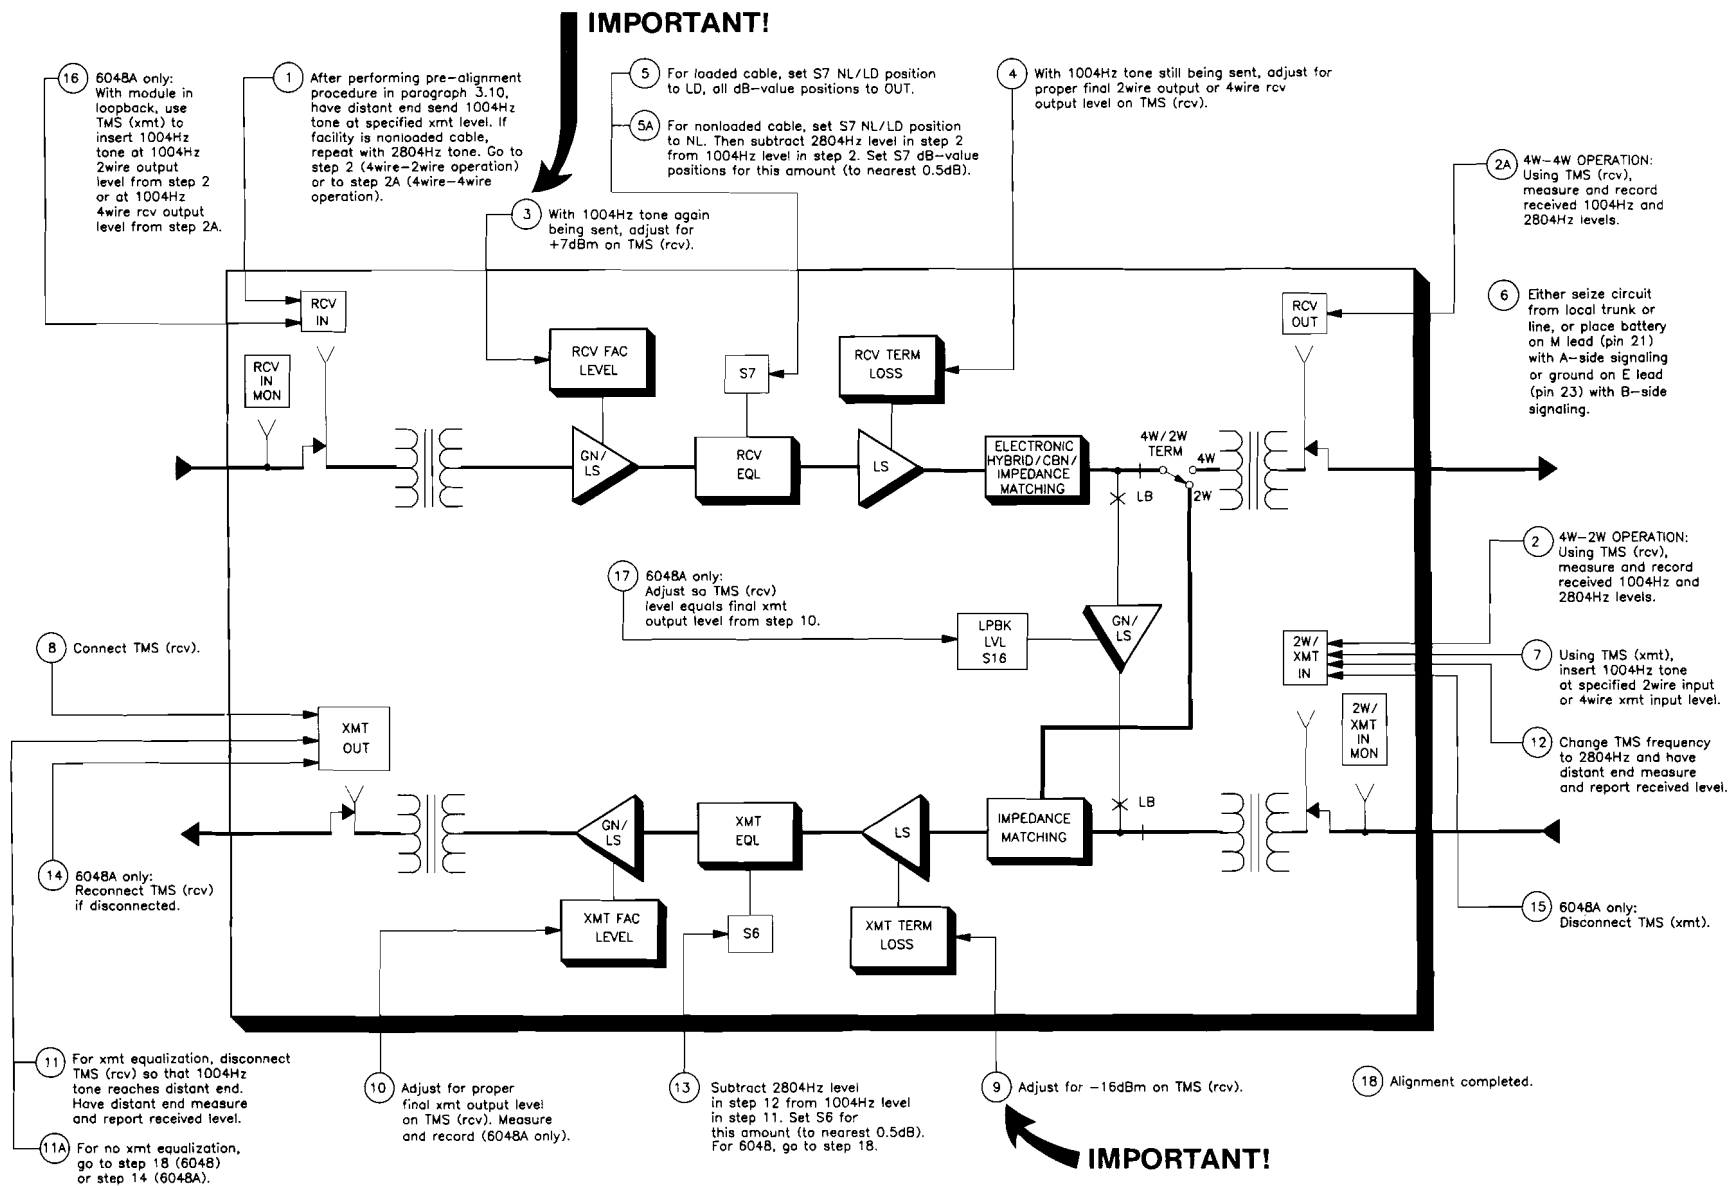 IMPORTANT!
16
6048A only:
With module in
loopback, use
TMS (xmt) to
insert 1004Hz
tone at 1004Hz
2wire output
level from step 2
or at 1004Hz
4wire rcv output
level from step 2A.
1
After performing pre-alignment
procedure in paragraph 3.10,
have distant end send 1004Hz
tone at specified xmt level. If
facility is nonloaded cable,
repeat with 2804Hz tone. Go to
step 2 (4wire-2wire operation)
or to step 2A (4wire-4wire
operation).
5
For loaded cable, set S7 NL/LD position
to LD, all dB-value positions to OUT.
5A
For nonloaded cable, set S7 NL/LD position
to NL. Then subtract 2804Hz level in step 2
from 1004Hz level in step 2. Set S7 dB-value
positions for this amount (to nearest 0.5dB).
4
With 1004Hz tone still being sent, adjust for
proper final 2wire output or 4wire rcv
output level on TMS (rcv).
3
With 1004Hz tone again
being sent, adjust for
+7dBm on TMS (rcv).
2A
4W-4W OPERATION:
Using TMS (rcv),
measure and record
received 1004Hz and
2804Hz levels.
6
Either seize circuit
from local trunk or
line, or place battery
on M lead (pin 21)
with A-side signaling
or ground on E lead
(pin 23) with B-side
signaling.
RCV
IN
RCV
IN
MON
RCV FAC
LEVEL
S7
RCV TERM
LOSS
RCV
OUT
GN/
LS
RCV
EQL
LS
ELECTRONIC
HYBRID/CBN/
IMPEDANCE
MATCHING
4W/2W
TERM
4W
2W
LB
17
6048A only:
Adjust so TMS (rcv)
level equals final xmt
output level from step 10.
LPBK
LVL
S16
GN/
LS
2
4W-2W OPERATION:
Using TMS (rcv),
measure and record
received 1004Hz and
2804Hz levels.
2W/
XMT
IN
7
Using TMS (xmt),
insert 1004Hz tone
at specified 2wire input
or 4wire xmt input level.
2W/
XMT
IN
MON
12
Change TMS frequency
to 2804Hz and have
distant end measure
and report received level.
8
Connect TMS (rcv).
XMT
OUT
14
6048A only:
Reconnect TMS (rcv)
if disconnected.
GN/
LS
XMT
EQL
LS
IMPEDANCE
MATCHING
LB
XMT FAC
LEVEL
S6
XMT TERM
LOSS
15
6048A only:
Disconnect TMS (xmt).
11
For xmt equalization, disconnect
TMS (rcv) so that 1004Hz
tone reaches distant end.
Have distant end measure
and report received level.
11A
For no xmt equalization,
go to step 18 (6048)
or step 14 (6048A).
10
Adjust for proper
final xmt output level
on TMS (rcv). Measure
and record (6048A only).
13
Subtract 2804Hz level
in step 12 from 1004Hz level
in step 11. Set S6 for
this amount (to nearest 0.5dB).
For 6048, go to step 18.
9
Adjust for -16dBm on TMS (rcv).
18
Alignment completed.
IMPORTANT!